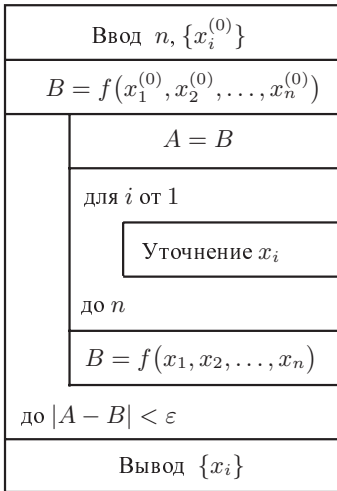 Ввод n, {x_i^{(0)}}
B = f(x_1^{(0)}, x_2^{(0)}, ..., x_n^{(0)})
A = B
для i от 1
Уточнение x_i
до n
B = f(x_1, x_2, ..., x_n)
до |A − B| < ε
Вывод {x_i}